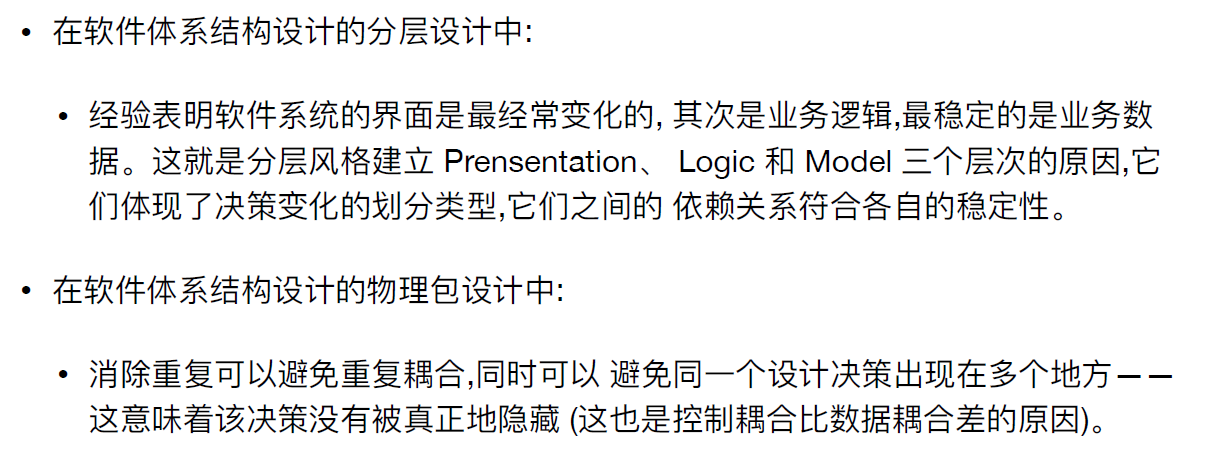 • 在软件体系结构设计的分层设计中:
• 经验表明软件系统的界面是最经常变化的, 其次是业务逻辑,最稳定的是业务数
据。这就是分层风格建立 Prensentation、 Logic 和 Model 三个层次的原因,它
们体现了决策变化的划分类型,它们之间的 依赖关系符合各自的稳定性。
• 在软件体系结构设计的物理包设计中:
• 消除重复可以避免重复耦合,同时可以 避免同一个设计决策出现在多个地方——
这意味着该决策没有被真正地隐藏 (这也是控制耦合比数据耦合差的原因)。